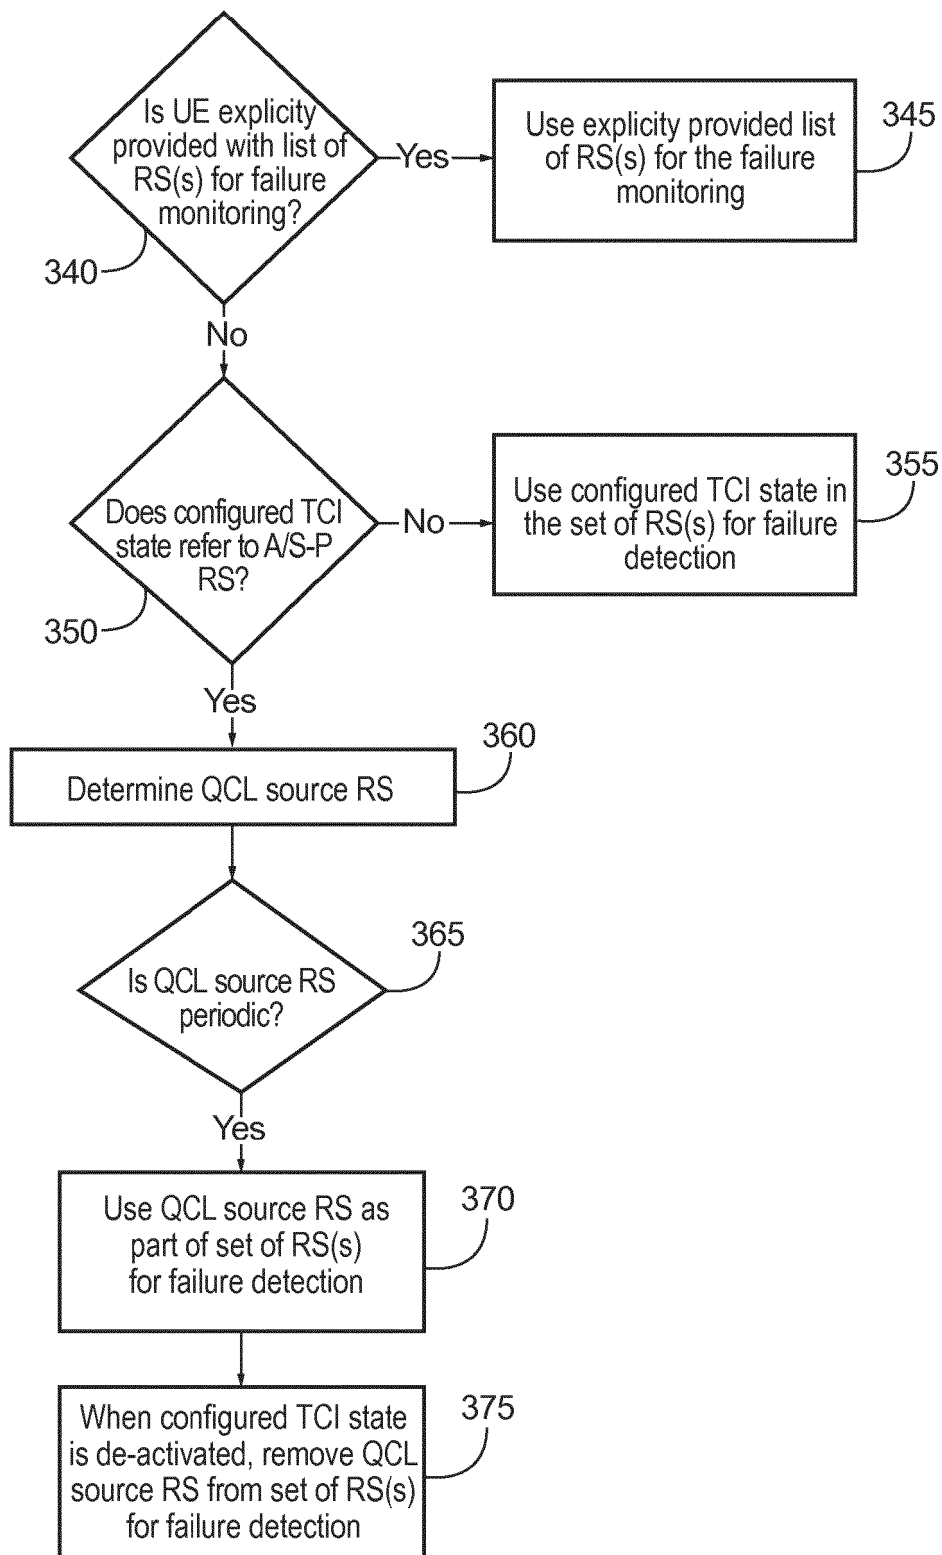 Is UE explicity
provided with list of
RS(s) for failure
monitoring?
340
Yes
Use explicity provided list
of RS(s) for the failure
monitoring
345
No
Does configured TCI
state refer to A/S-P
RS?
350
No
Use configured TCI state in
the set of RS(s) for failure
detection
355
Yes
Determine QCL source RS
360
Is QCL source RS
periodic?
365
Yes
Use QCL source RS as
part of set of RS(s)
for failure detection
370
When configured TCI state
is de-activated, remove QCL
source RS from set of RS(s)
for failure detection
375